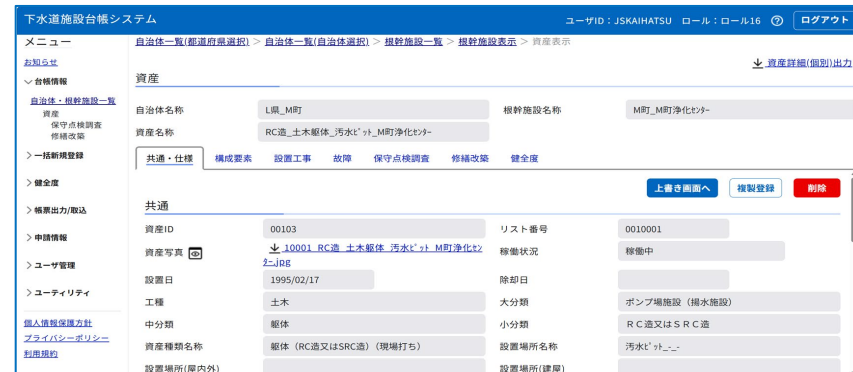 下水道施設台帳システム
ユーザID：JSKAIHATSU ロール：ロール16 ? ログアウト
メニュー
自治体一覧(都道府県選択) > 自治体一覧(自治体選択) > 根幹施設一覧 > 根幹施設表示 > 資産表示
お知らせ
資産詳細(個別)出力
台帳情報
資産
自治体・根幹施設一覧
資産
保守点検調査
修繕改築
自治体名称 L県_M町 根幹施設名称 M町_M町浄化ｾﾝﾀｰ
資産名称 RC造_土木躯体_汚水ﾋﾟｯﾄ_M町浄化ｾﾝﾀｰ
一括新規登録
共通・仕様 構成要素 設置工事 故障 保守点検調査 修繕改築 健全度
健全度
上書き画面へ 複製登録 削除
帳票出力/取込
共通
資産ID 00103 リスト番号 0010001
申請情報
資産写真 10001_RC造_土木躯体_汚水ﾋﾟｯﾄ_M町浄化ｾﾝ
ﾀｰ.jpg
稼働状況 稼働中
ユーザ管理
設置日 1995/02/17 除却日
ユーティリティ
工種 土木 大分類 ポンプ場施設（揚水施設）
個人情報保護方針
中分類 躯体 小分類 ＲＣ造又はＳＲＣ造
プライバシーポリシー
利用規約
資産種類名称 躯体（RC造又はSRC造）（現場打ち） 設置場所名称 汚水ﾋﾟｯﾄ_-_-
設置場所(屋内外) 設置場所(建屋)